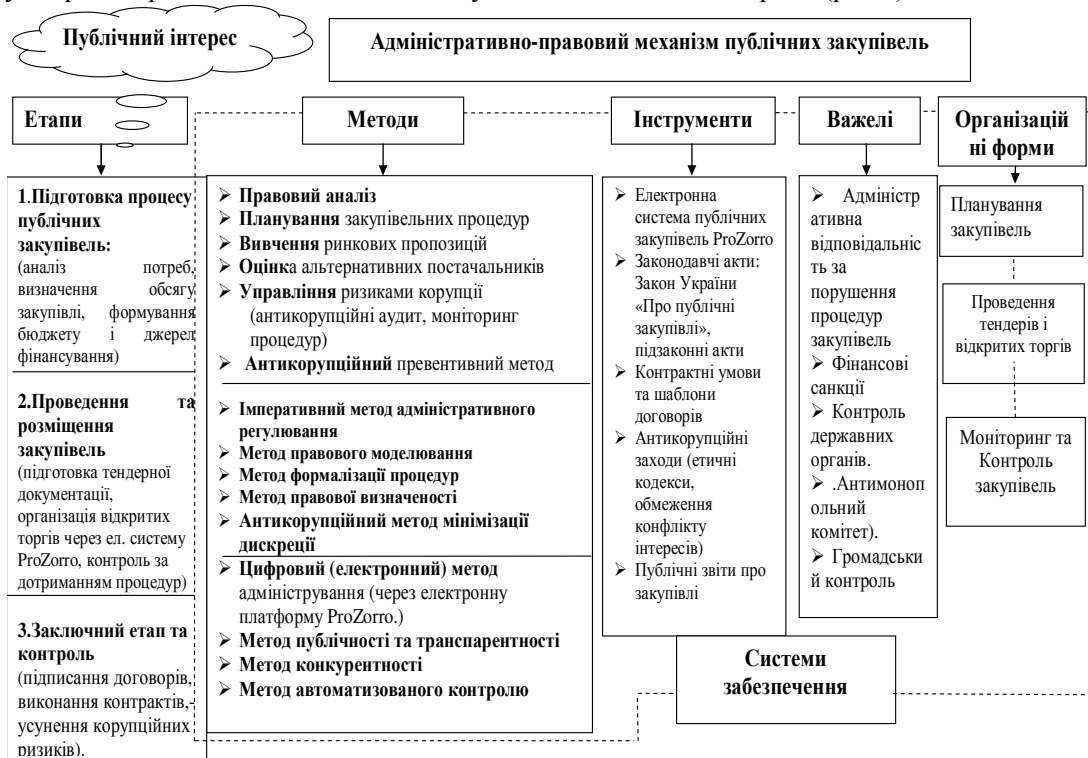 Публічний інтерес
Адміністративно-правовий механізм публічних закупівель
Етапи
Методи
Інструменти
Важелі
Організацій
ні форми
1.Підготовка процесу
публічних
закупівель:
(аналіз потреб,
визначення обсягу
закупівлі, формування
бюджету і джерел
фінансування)
2.Проведення та
розміщення
закупівель
(підготовка тендерної
документації,
організація відкритих
торгів через ел. систему
ProZorro, контроль за
дотриманням процедур)
3.Заключний етап та
контроль
(підписання договорів,
виконання контрактів,
усунення корупційних
ризиків).
➢ Правовий аналіз
➢ Планування закупівельних процедур
➢ Вивчення ринкових пропозицій
➢ Оцінка альтернативних постачальників
➢ Управління ризиками корупції
(антикорупційні аудит, моніторинг
процедур)
➢ Антикорупційний превентивний метод
➢ Імперативний метод адміністративного
регулювання
➢ Метод правового моделювання
➢ Метод формалізації процедур
➢ Метод правової визначеності
➢ Антикорупційний метод мінімізації
дискреції
➢ Цифровий (електронний) метод
адміністрування (через електронну
платформу ProZorro.)
➢ Метод публічності та транспарентності
➢ Метод конкурентності
➢ Метод автоматизованого контролю
➢ Електронна
система публічних
закупівель ProZorro
➢ Законодавчі акти:
Закон України
«Про публічні
закупівлі»,
підзаконні акти
➢ Контрактні умови
та шаблони
договорів
➢ Антикорупційні
заходи (етичні
кодекси,
обмеження
конфлікту
інтересів)
➢ Публічні звіти про
закупівлі
➢ Адміністр
ативна
відповідальніс
ть за
порушення
процедур
закупівель
➢ Фінансові
санкції
➢ Контроль
державних
органів.
➢ .Антимоноп
ольний
комітет).
➢ Громадськи
й контроль
Планування
закупівель
Проведення
тендерів і
відкритих торгів
Моніторинг та
Контроль
закупівель
Системи
забезпечення